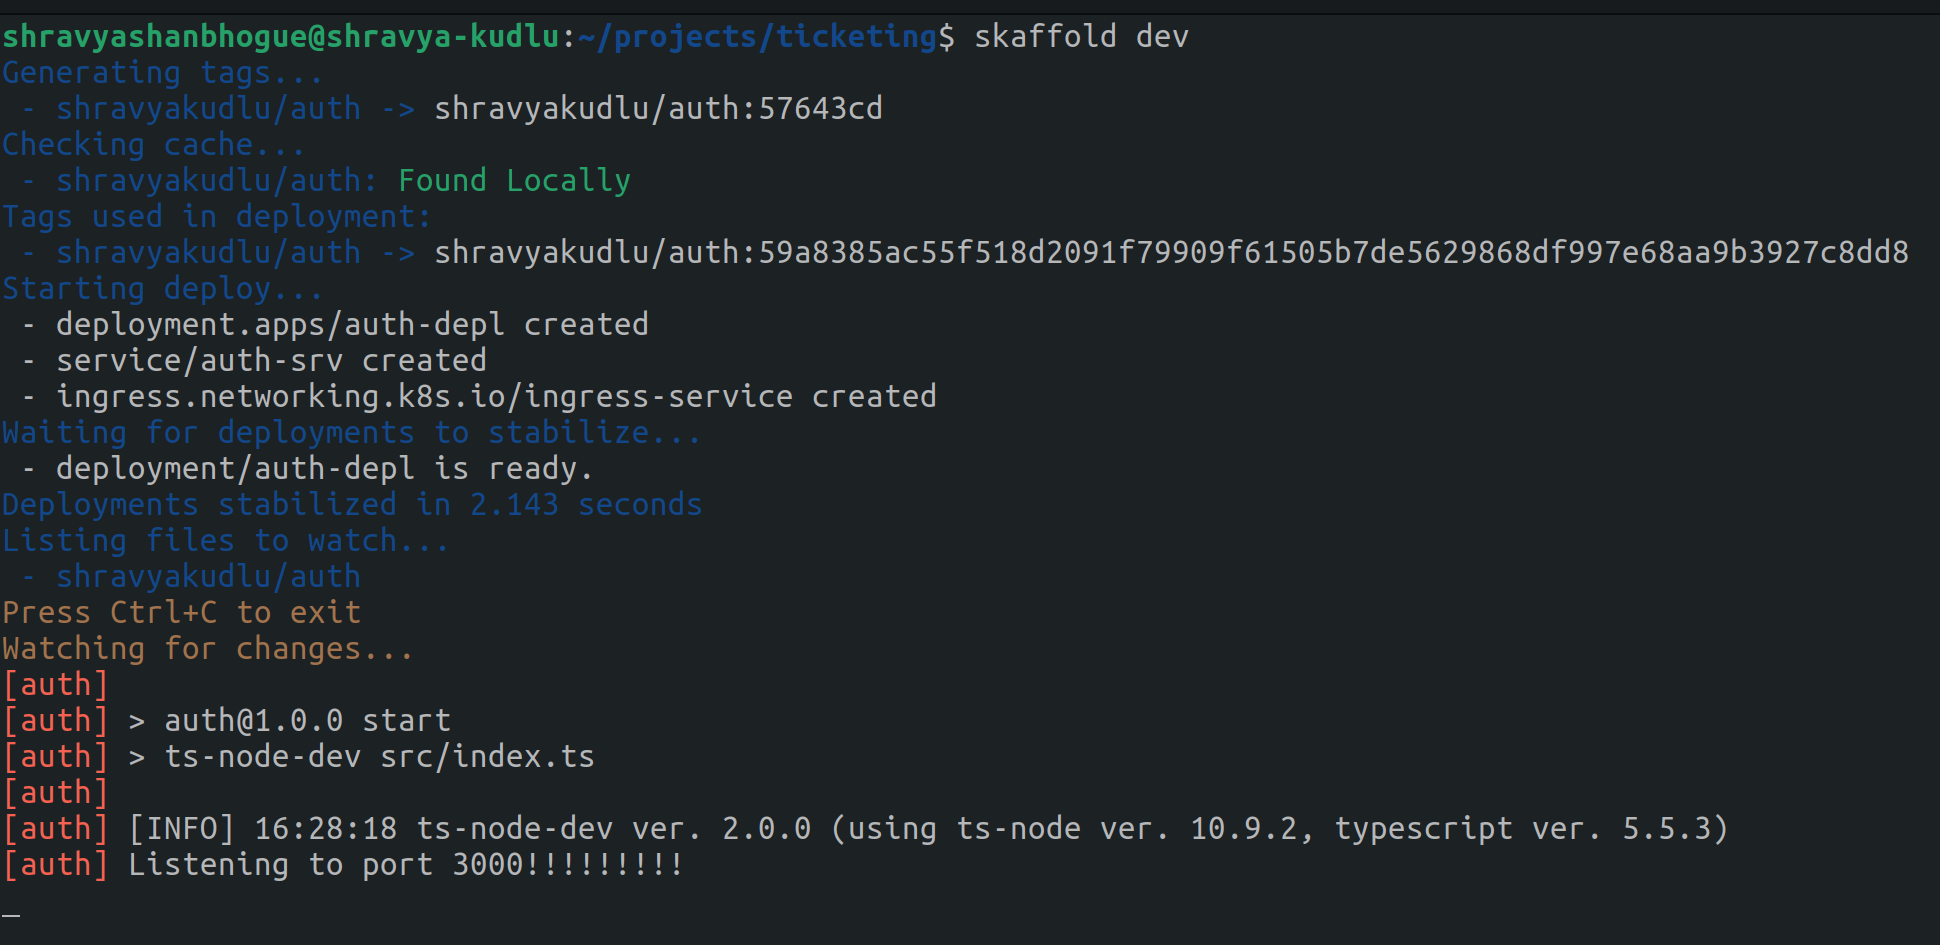 shravyashanbhogue@shravya-kudlu:~/projects/ticketing$ skaffold dev
Generating tags...
 - shravyakudlu/auth -> shravyakudlu/auth:57643cd
Checking cache...
 - shravyakudlu/auth: Found Locally
Tags used in deployment:
 - shravyakudlu/auth -> shravyakudlu/auth:59a8385ac55f518d2091f79909f61505b7de5629868df997e68aa9b3927c8dd8
Starting deploy...
 - deployment.apps/auth-depl created
 - service/auth-srv created
 - ingress.networking.k8s.io/ingress-service created
Waiting for deployments to stabilize...
 - deployment/auth-depl is ready.
Deployments stabilized in 2.143 seconds
Listing files to watch...
 - shravyakudlu/auth
Press Ctrl+C to exit
Watching for changes...
[auth]
[auth] > auth@1.0.0 start
[auth] > ts-node-dev src/index.ts
[auth]
[auth] [INFO] 16:28:18 ts-node-dev ver. 2.0.0 (using ts-node ver. 10.9.2, typescript ver. 5.5.3)
[auth] Listening to port 3000!!!!!!!!!